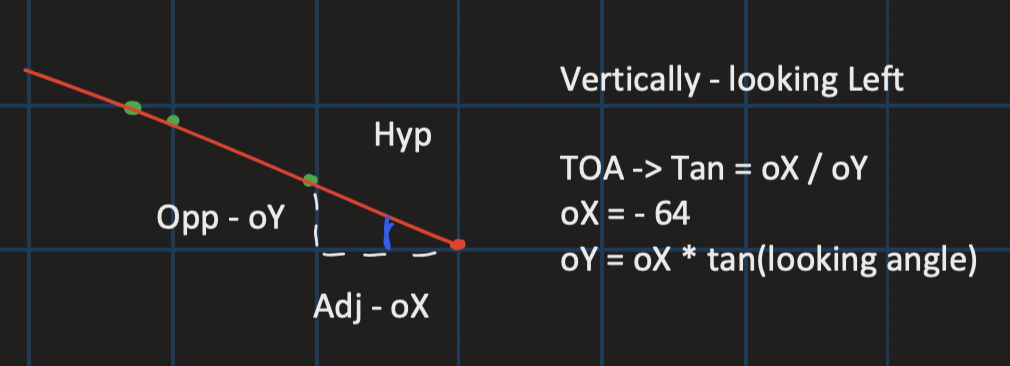 Vertically - looking Left
Hyp
TOA -> Tan = oX / oY
oX = - 64
Opp - oY
oY = oX * tan(looking angle)
Adj - oX